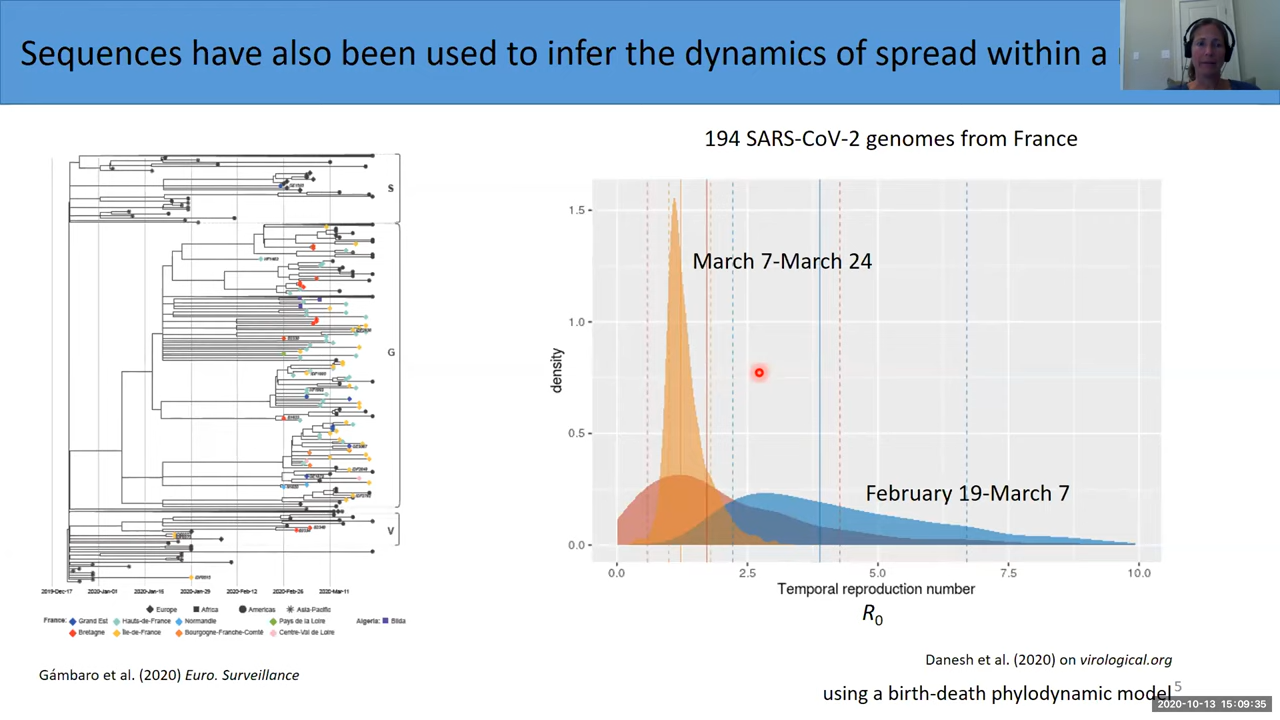 Sequences have also been used to infer the dynamics of spread within a
194 SARS-CoV-2 genomes from France
S
G
V
2019-Dec-17 2020-Jan-01 2020-Jan-15 2020-Jan-29 2020-Feb-12 2020-Feb-26 2020-Mar-11
Europe Africa Americas Asia-Pacific
France: Grand Est Hauts-de-France Normandie Pays de la Loire Algeria: Blida
Bretagne Île-de-France Bourgogne-Franche-Comté Centre-Val de Loire
Gámbaro et al. (2020) Euro. Surveillance
1.5
1.0
0.5
0.0
density
March 7-March 24
February 19-March 7
0.0 2.5 5.0 7.5 10.0
Temporal reproduction number
R0
Danesh et al. (2020) on virological.org
using a birth-death phylodynamic model
5
2020-10-13 15:09:35